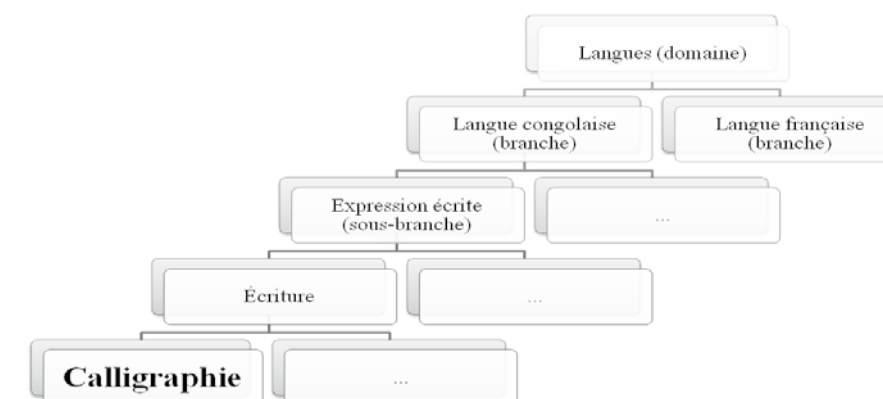 Langues (domaine)
Langue congolaise
(branche)
Langue française
(branche)
Expression écrite
(sous-branche)
...
Écriture
...
Calligraphie
...